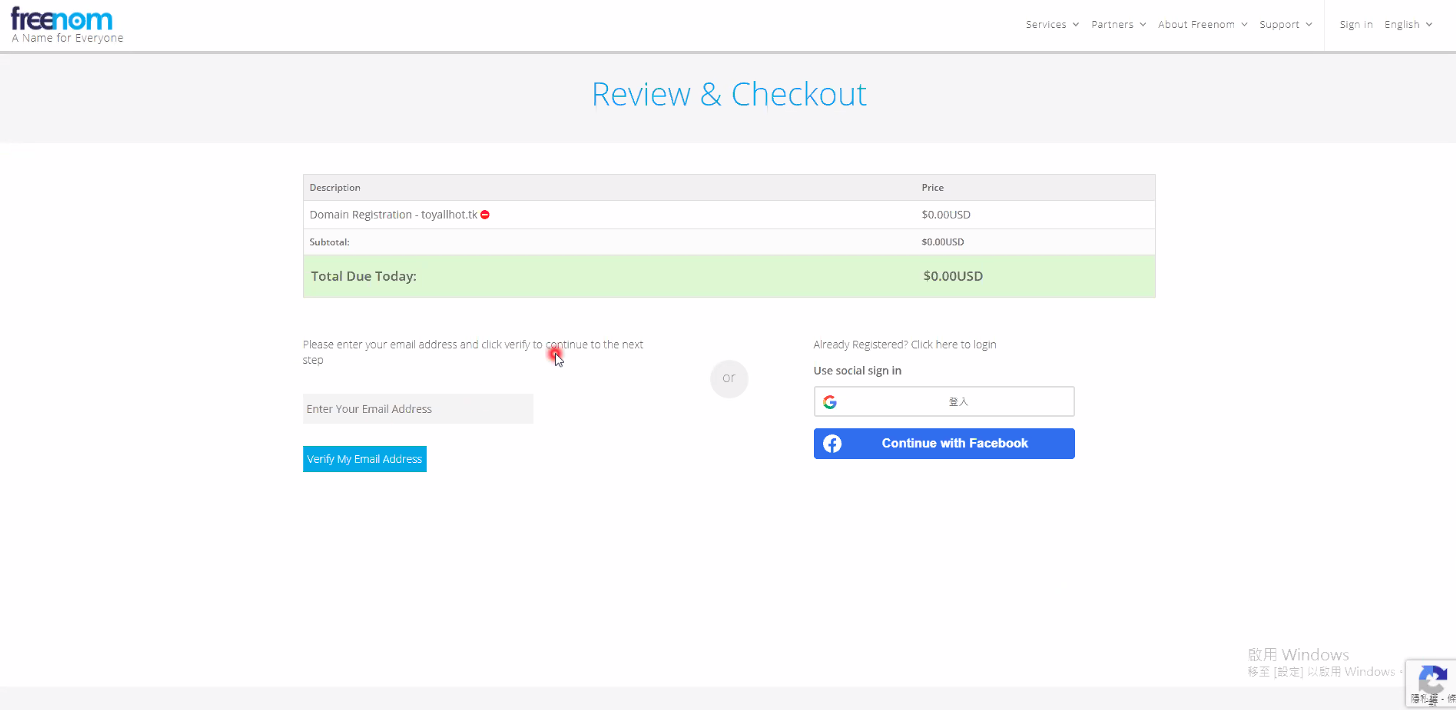 freenom
A Name for Everyone
Services Partners About Freenom Support Sign in English
Review & Checkout
Description Price
Domain Registration - toyallhot.tk $0.00USD
Subtotal: $0.00USD
Total Due Today: $0.00USD
Please enter your email address and click verify to continue to the next
step
Enter Your Email Address
Verify My Email Address
or
Already Registered? Click here to login
Use social sign in
登入
Continue with Facebook
啟用 Windows
移至 [設定] 以啟用 Windows。
隱私權 -